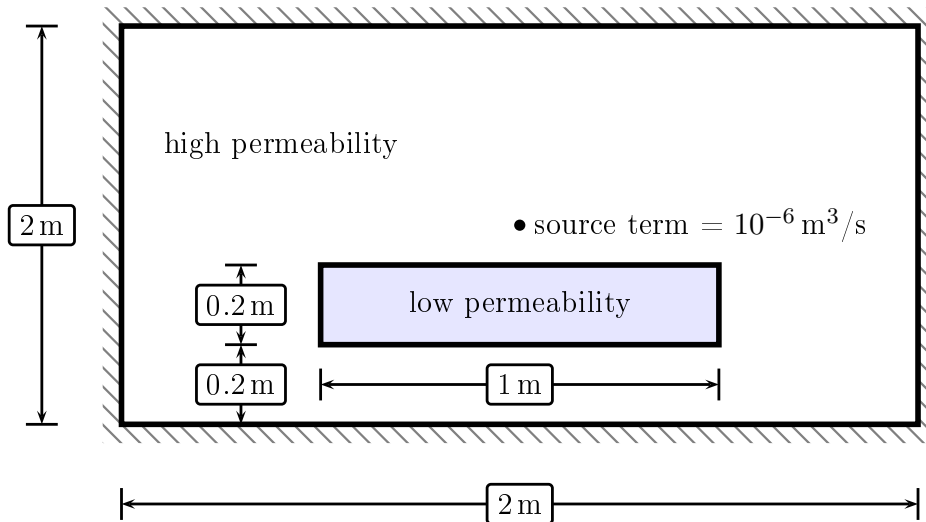 high permeability
2 m
source term = 10⁻⁶ m³/s
0.2 m
low permeability
0.2 m
1 m
2 m